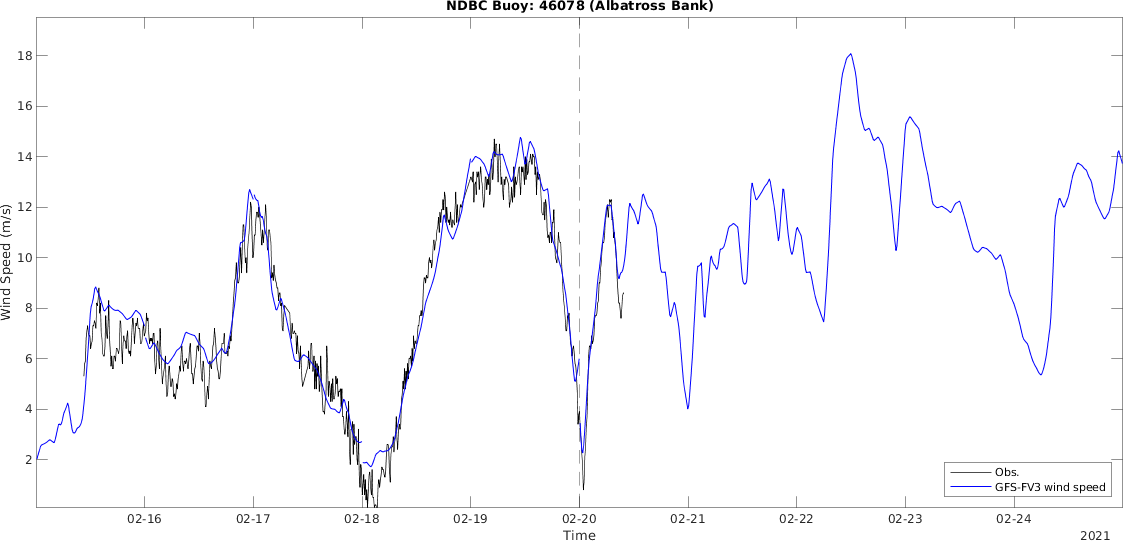 NDBC Buoy: 46078 (Albatross Bank)
18
16
14
12
10
8
6
4
2
Wind Speed (m/s)
Obs.
GFS-FV3 wind speed
02-16 02-17 02-18 02-19 02-20 02-21 02-22 02-23 02-24
Time
2021